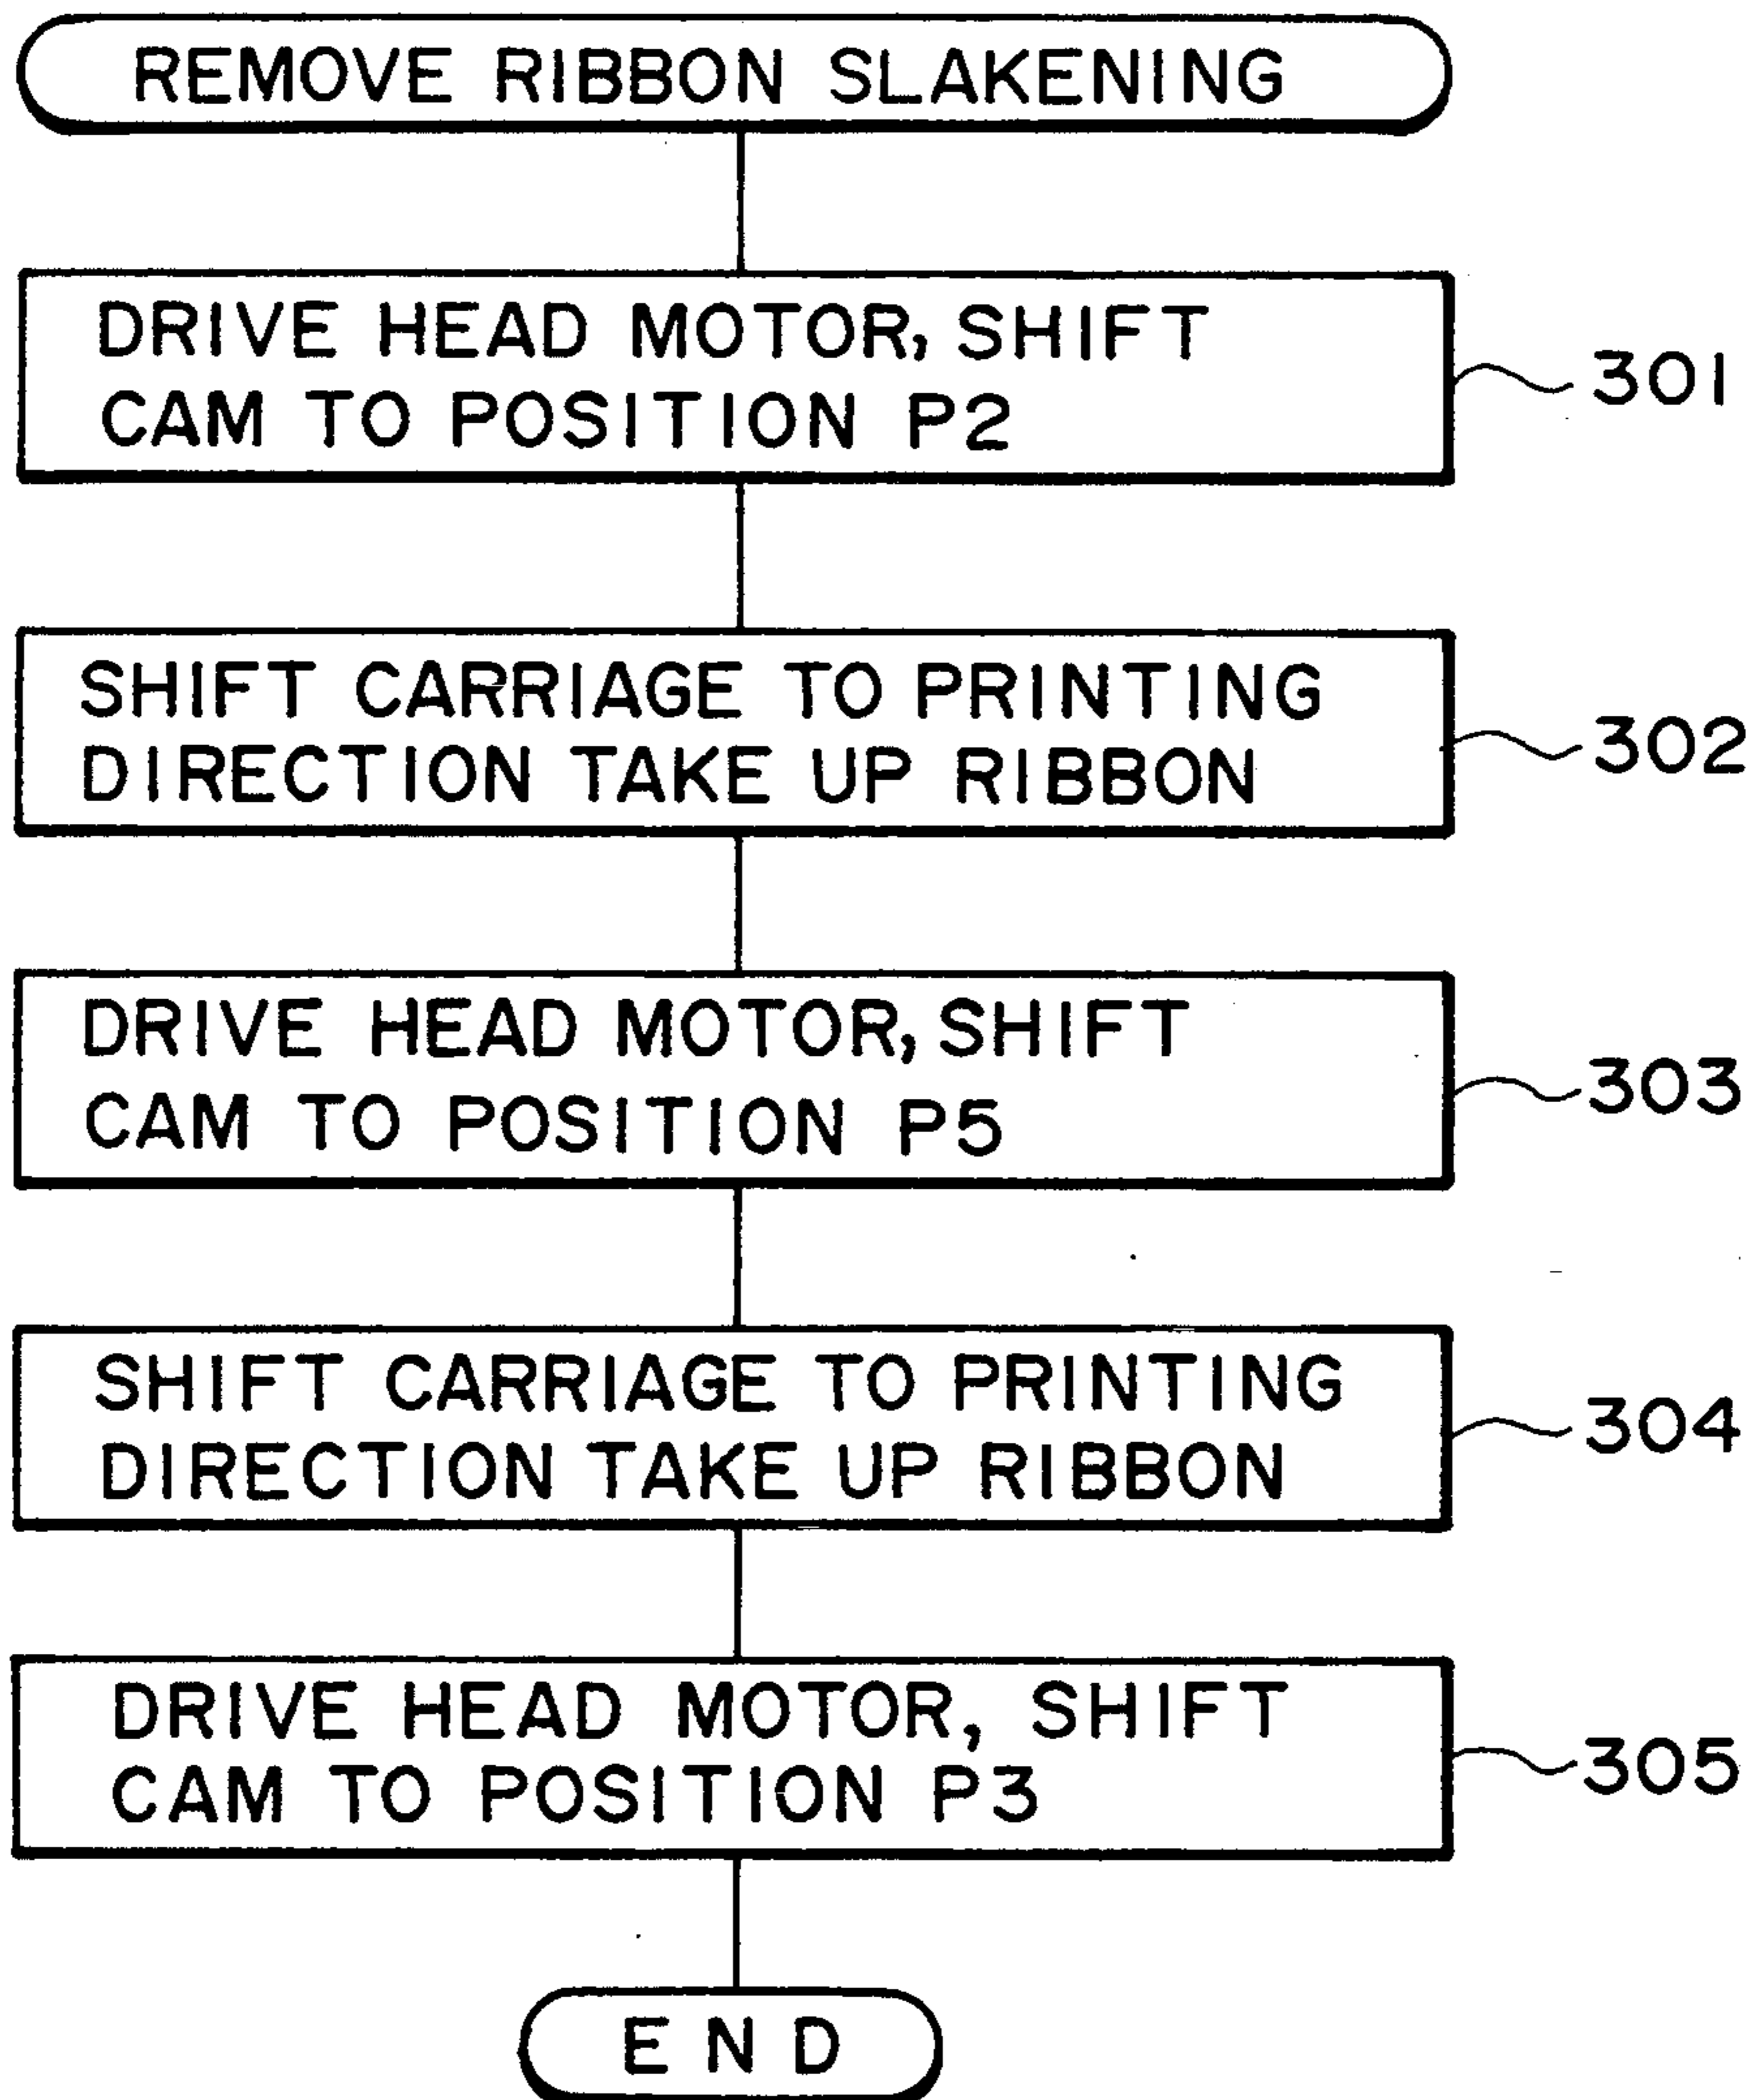 REMOVE RIBBON SLAKENING
DRIVE HEAD MOTOR, SHIFT
CAM TO POSITION P2
301
SHIFT CARRIAGE TO PRINTING
DIRECTION TAKE UP RIBBON
302
DRIVE HEAD MOTOR, SHIFT
CAM TO POSITION P5
303
SHIFT CARRIAGE TO PRINTING
DIRECTION TAKE UP RIBBON
304
DRIVE HEAD MOTOR, SHIFT
CAM TO POSITION P3
305
END